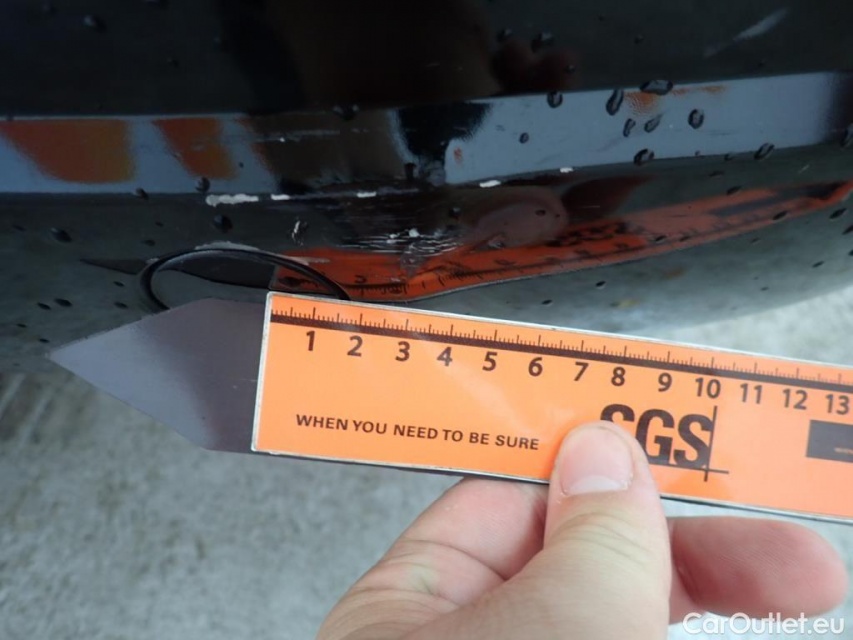 1 2 3 4 5 6 7 8 9 10 11 12 13
WHEN YOU NEED TO BE SURE
SGS
CarOutlet.eu